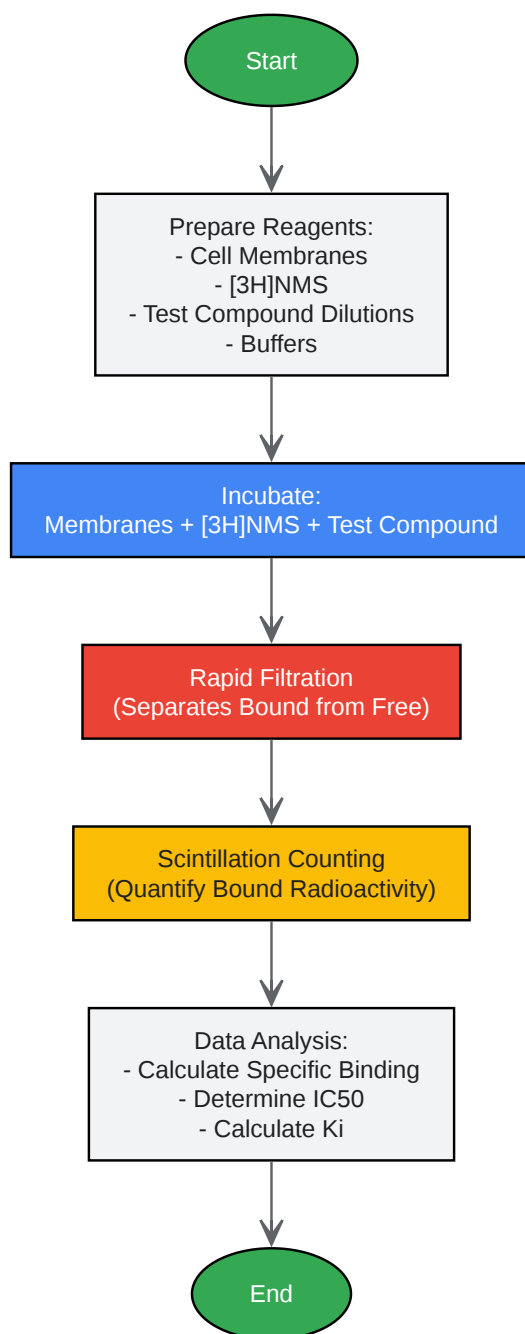 Start
Prepare Reagents:
- Cell Membranes
- [3H]NMS
- Test Compound Dilutions
- Buffers
Incubate:
Membranes + [3H]NMS + Test Compound
Rapid Filtration
(Separates Bound from Free)
Scintillation Counting
(Quantify Bound Radioactivity)
Data Analysis:
- Calculate Specific Binding
- Determine IC50
- Calculate Ki
End